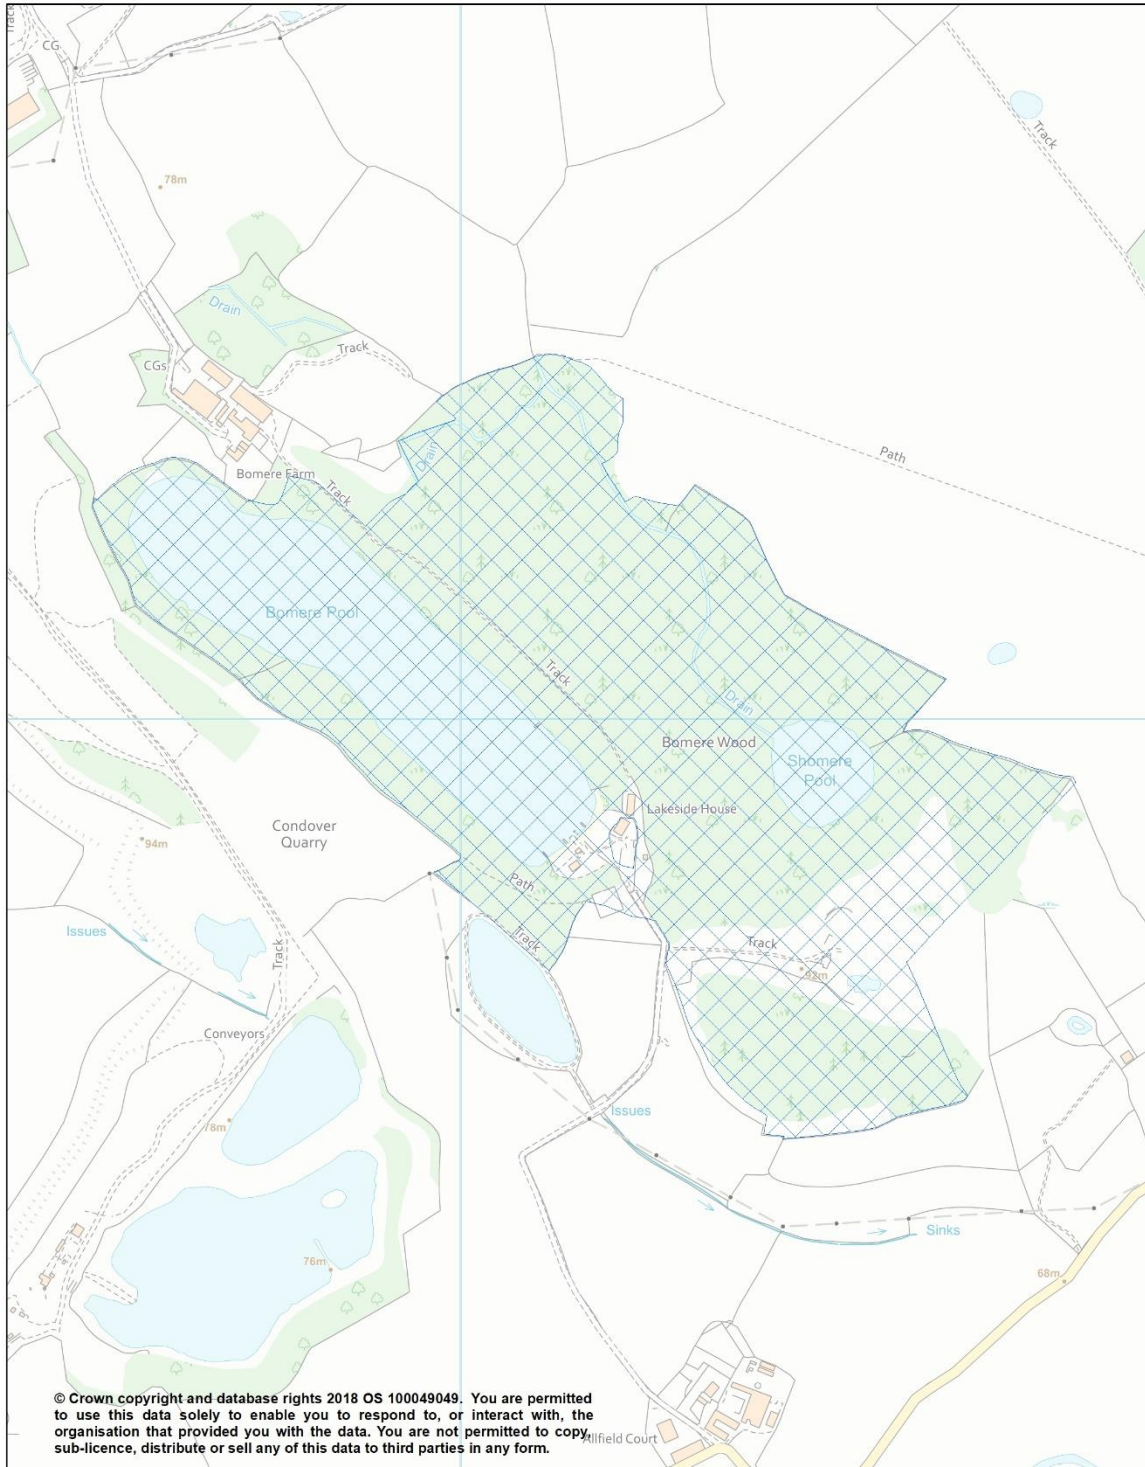 Track
CG
78m
Track
Drain
Track
CGs
Path
Drain
Bomere Farm
Track
Bomere Pool
Track
Drain
Bomere Wood
Shomere
Pool
Lakeside House
Condover
Quarry
94m
Path
Issues
Track
Track
Track
92m
Conveyors
Issues
78m
Sinks
76m
68m
© Crown copyright and database rights 2018 OS 100049049. You are permitted
to use this data solely to enable you to respond to, or interact with, the
organisation that provided you with the data. You are not permitted to copy,
sub-licence, distribute or sell any of this data to third parties in any form.
Allfield Court